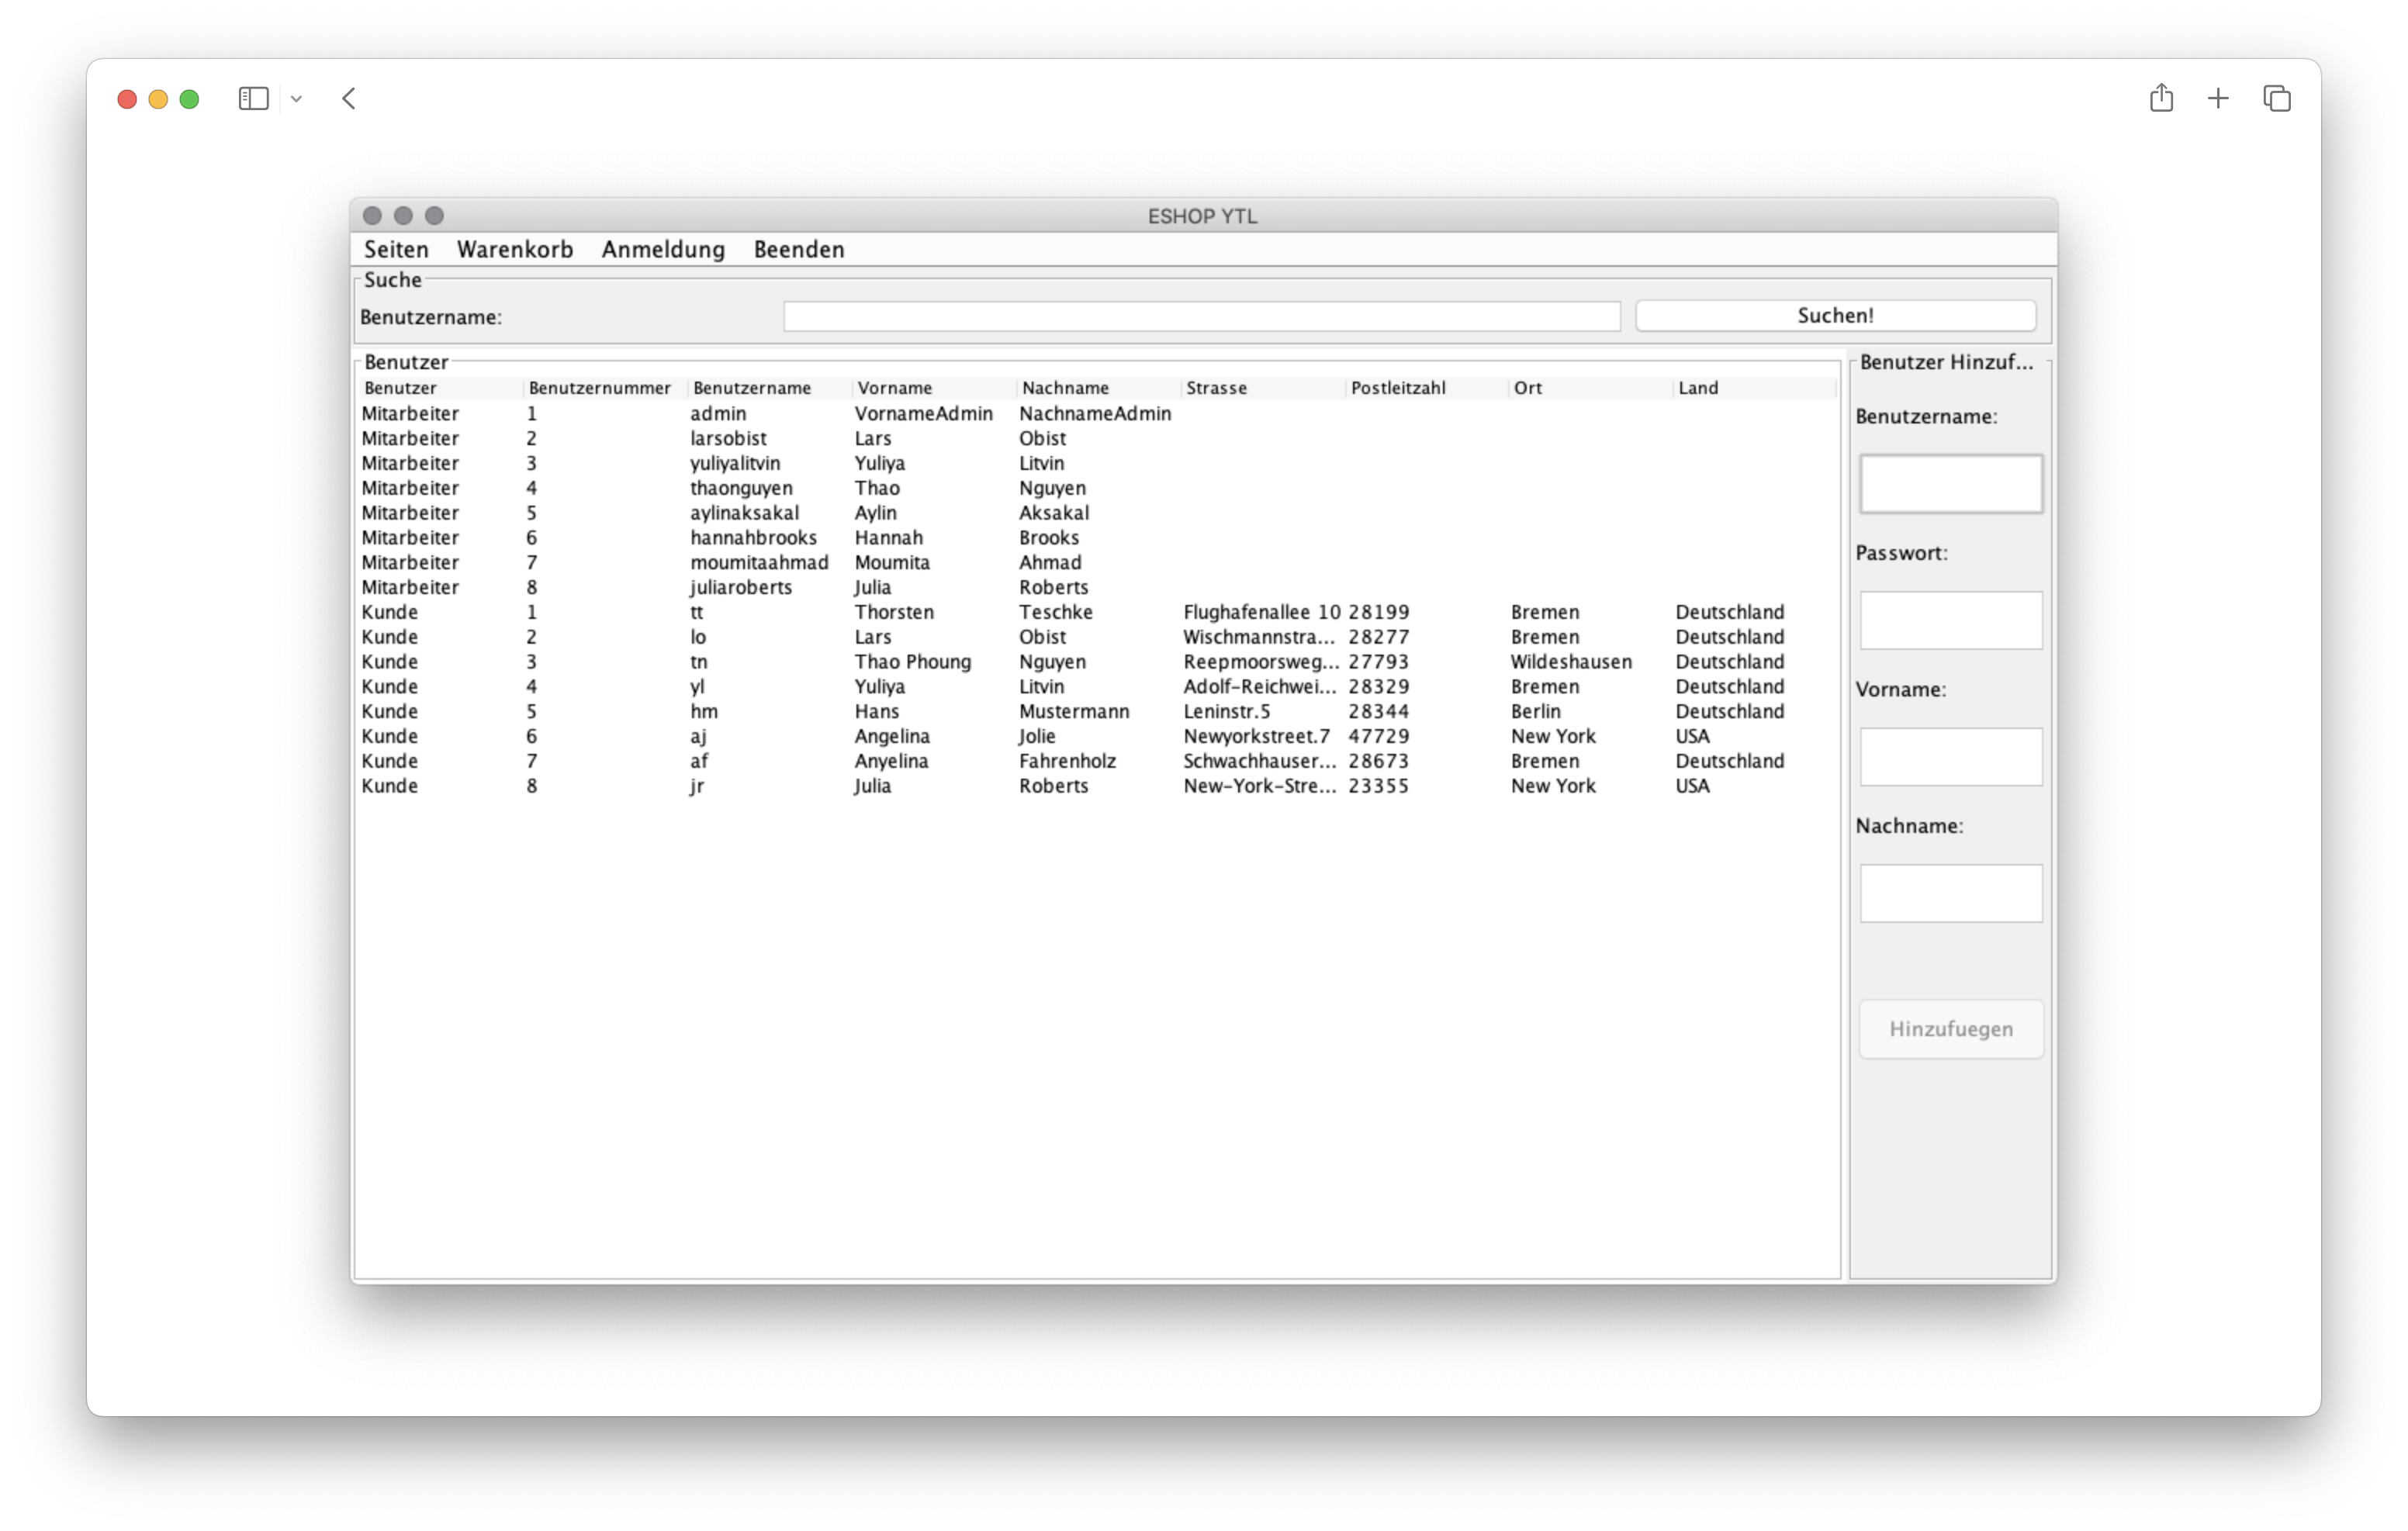 ESHOP YTL
Seiten Warenkorb Anmeldung Beenden
Suche
Benutzername: Suchen!
Benutzer
Benutzer Benutzernummer Benutzername Vorname Nachname Strasse Postleitzahl Ort Land
Mitarbeiter 1 admin VornameAdmin NachnameAdmin
Mitarbeiter 2 larsobist Lars Obist
Mitarbeiter 3 yuliyalitvin Yuliya Litvin
Mitarbeiter 4 thaonguyen Thao Nguyen
Mitarbeiter 5 aylinaksakal Aylin Aksakal
Mitarbeiter 6 hannahbrooks Hannah Brooks
Mitarbeiter 7 moumitaahmad Moumita Ahmad
Mitarbeiter 8 juliaroberts Julia Roberts
Kunde 1 tt Thorsten Teschke Flughafenallee 10 28199 Bremen Deutschland
Kunde 2 lo Lars Obist Wischmannstra... 28277 Bremen Deutschland
Kunde 3 tn Thao Phoung Nguyen Reepmoorsweg... 27793 Wildeshausen Deutschland
Kunde 4 yl Yuliya Litvin Adolf-Reichwei... 28329 Bremen Deutschland
Kunde 5 hm Hans Mustermann Leninstr.5 28344 Berlin Deutschland
Kunde 6 aj Angelina Jolie Newyorkstreet.7 47729 New York USA
Kunde 7 af Anyelina Fahrenholz Schwachhauser... 28673 Bremen Deutschland
Kunde 8 jr Julia Roberts New-York-Stre... 23355 New York USA
Benutzer Hinzuf...
Benutzername:
Passwort:
Vorname:
Nachname:
Hinzufuegen